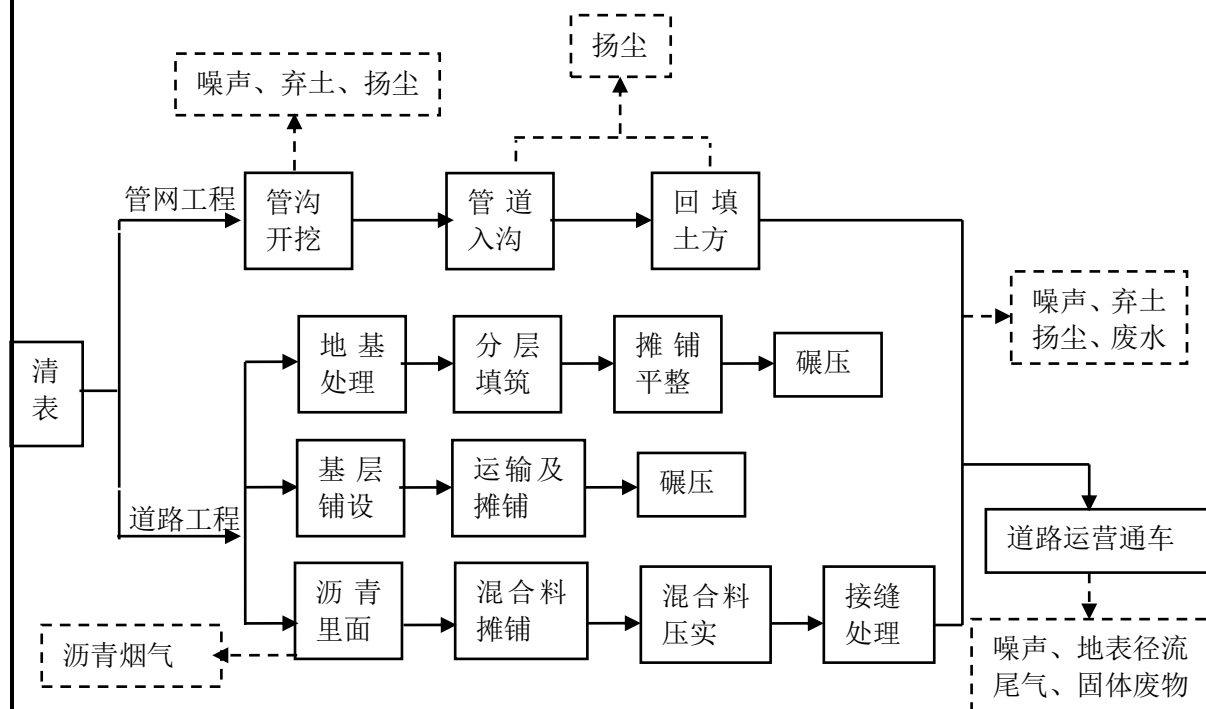 扬尘
噪声、弃土、扬尘
管网工程
管沟
开挖
管 道
入沟
回 填
土方
噪声、弃土
扬尘、废水
清
表
地 基
处理
分 层
填筑
摊 铺
平整
碾压
基 层
铺设
运输及
摊铺
碾压
道路工程
道路运营通车
沥 青
里面
混合料
摊铺
混合料
压实
接缝
处理
沥青烟气
噪声、地表径流
尾气、固体废物